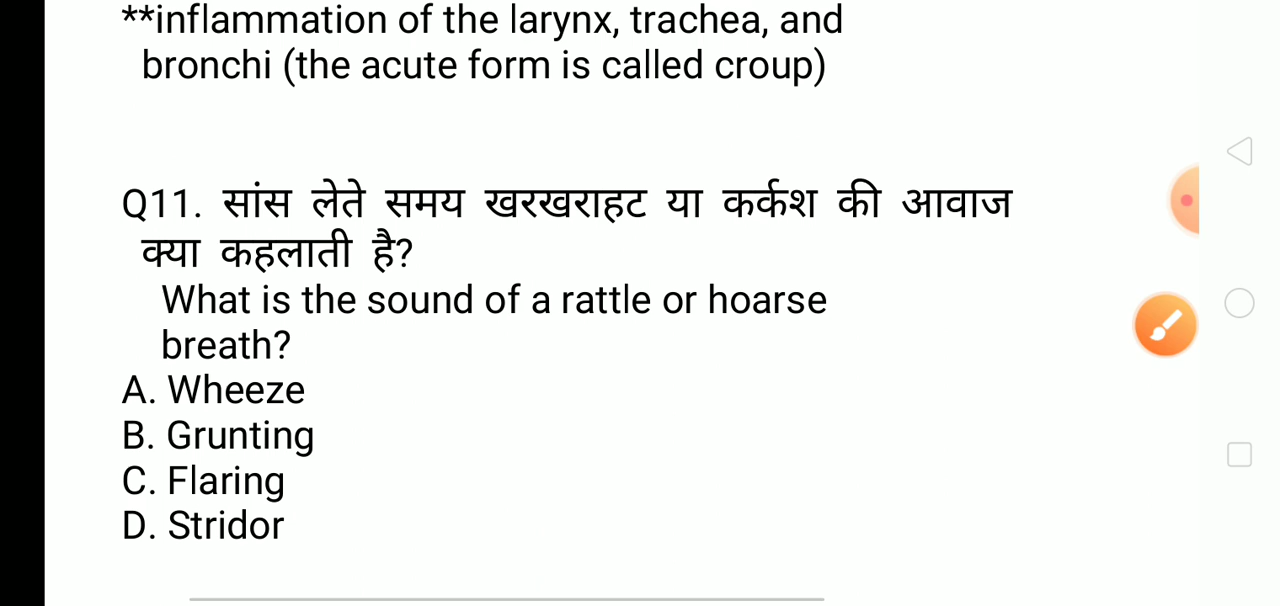 **inflammation of the larynx, trachea, and
bronchi (the acute form is called croup)
Q11. सांस लेते समय खरखराहट या कर्कश की आवाज
क्या कहलाती है?
What is the sound of a rattle or hoarse
breath?
A. Wheeze
B. Grunting
C. Flaring
D. Stridor